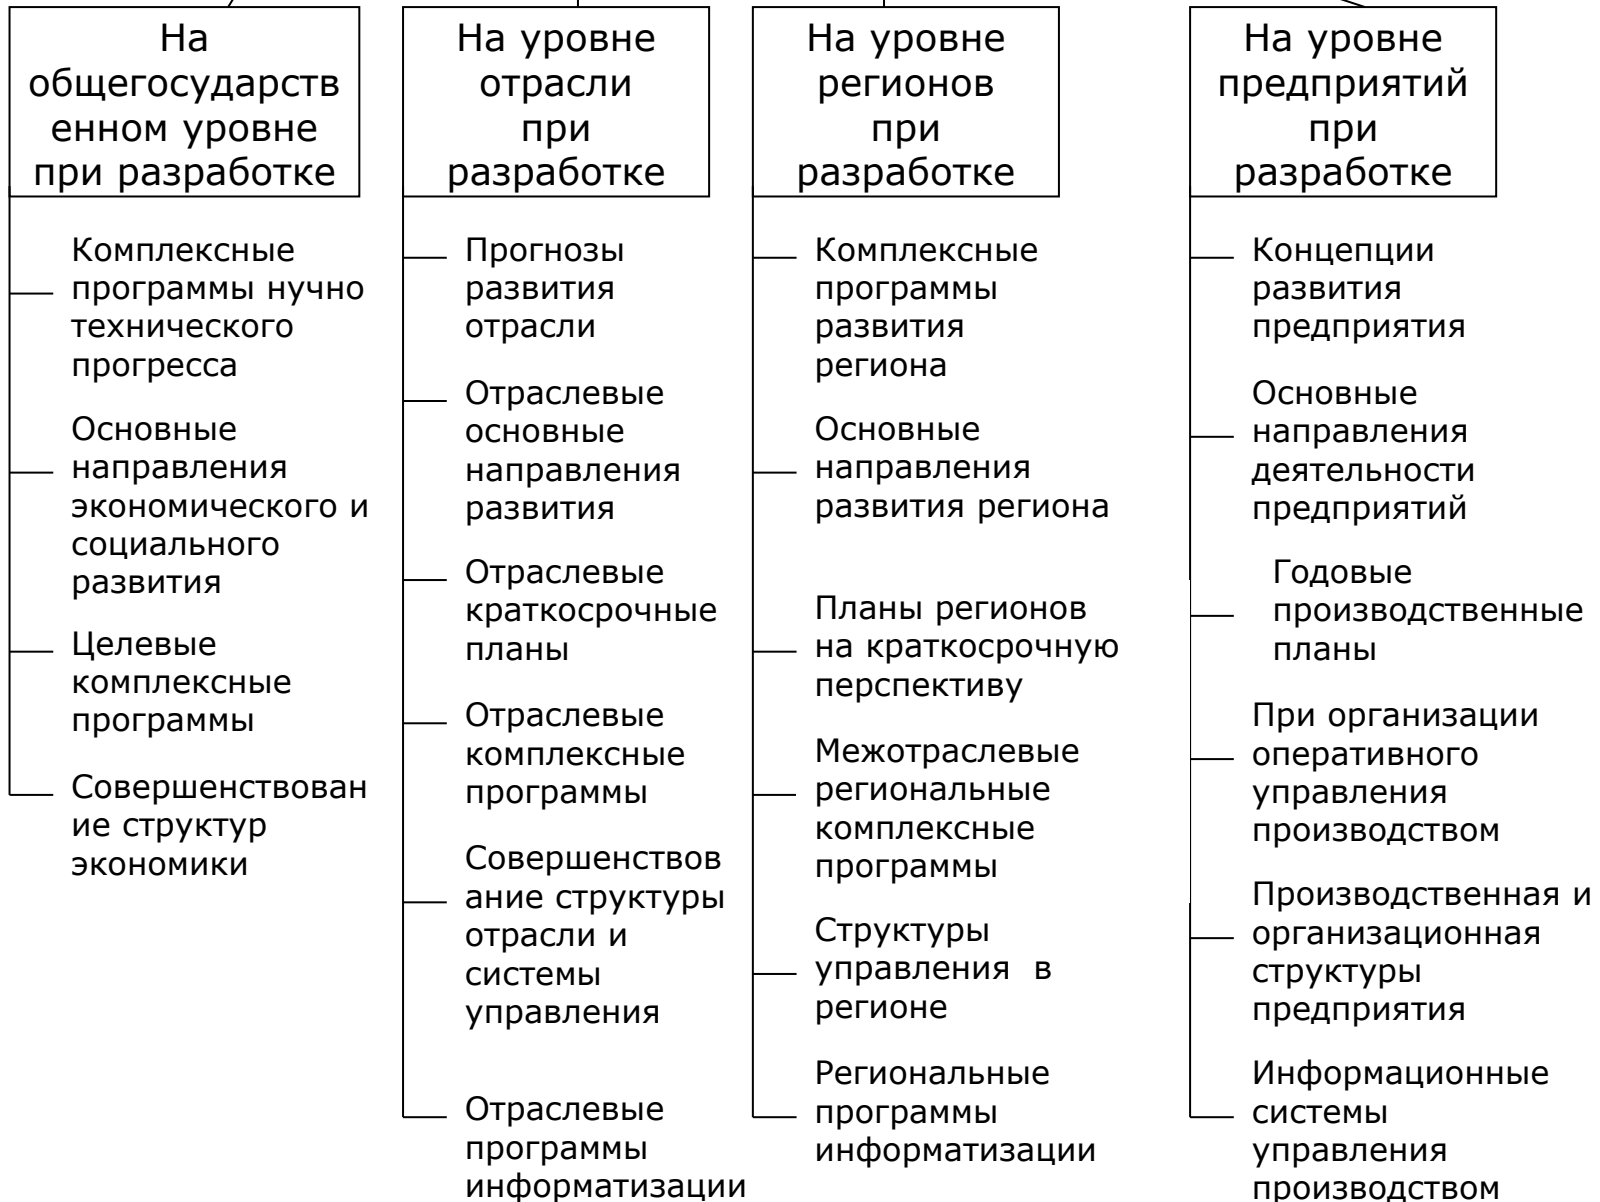 На
общегосударств
енном уровне
при разработке
Комплексные
программы нучно
технического
прогресса
Основные
направления
экономического и
социального
развития
Целевые
комплексные
программы
Совершенствован
ие структур
экономики
На уровне
отрасли
при
разработке
Прогнозы
развития
отрасли
Отраслевые
основные
направления
развития
Отраслевые
краткосрочные
планы
Отраслевые
комплексные
программы
Совершенствов
ание структуры
отрасли и
системы
управления
Отраслевые
программы
информатизации
На уровне
регионов
при
разработке
Комплексные
программы
развития
региона
Основные
направления
развития региона
Планы регионов
на краткосрочную
перспективу
Межотраслевые
региональные
комплексные
программы
Структуры
управления в
регионе
Региональные
программы
информатизации
На уровне
предприятий
при
разработке
Концепции
развития
предприятия
Основные
направления
деятельности
предприятий
Годовые
производственные
планы
При организации
оперативного
управления
производством
Производственная и
организационная
структуры
предприятия
Информационные
системы
управления
производством